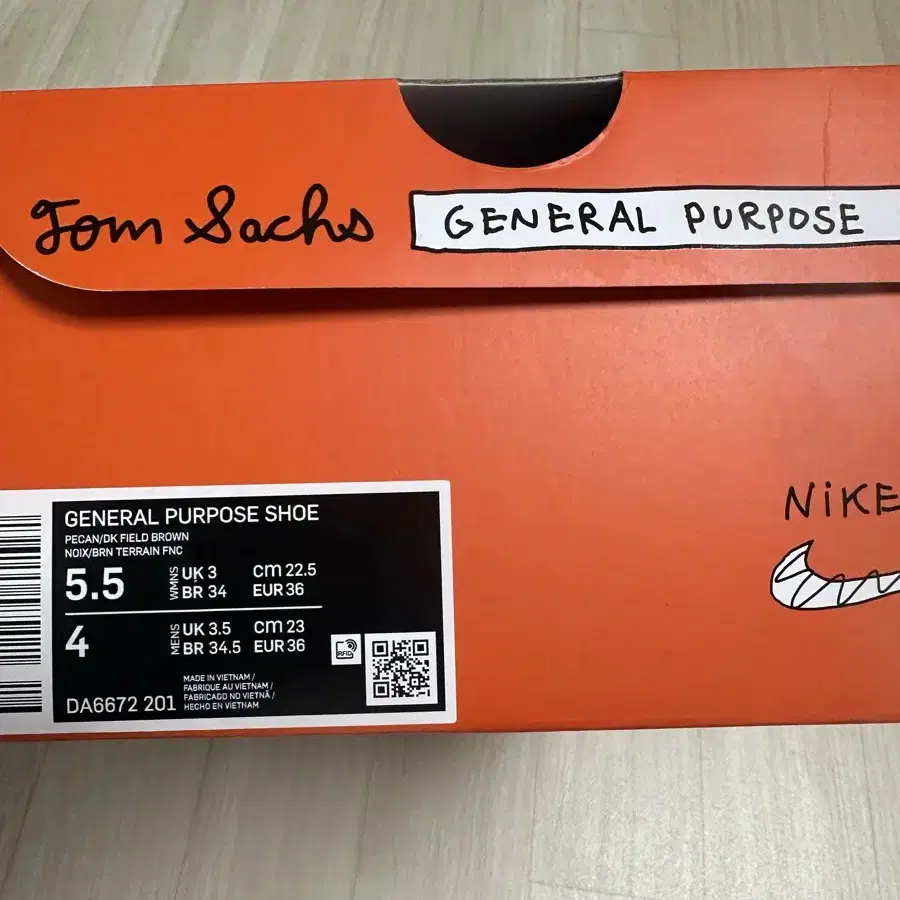 Tom Sachs GENERAL PURPOSE
NiKE
GENERAL PURPOSE SHOE
PECAN/DK FIELD BROWN
NOIX/BRN TERRAIN FNC
5.5 WMNS UK 3 cm 22.5
BR 34 EUR 36
4 MENS UK 3.5 cm 23
BR 34.5 EUR 36
RFID
DA6672 201
MADE IN VIETNAM /
FABRIQUE AU VIETNAM /
FABRICADO NO VIETNÃ /
HECHO EN VIETNAM